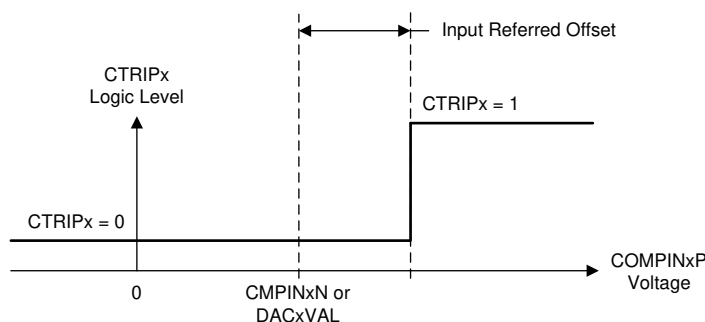 Input Referred Offset
CTRIPx
Logic Level
CTRIPx = 1
CTRIPx = 0
COMPINxP
Voltage
0
CMPINxN or
DACxVAL